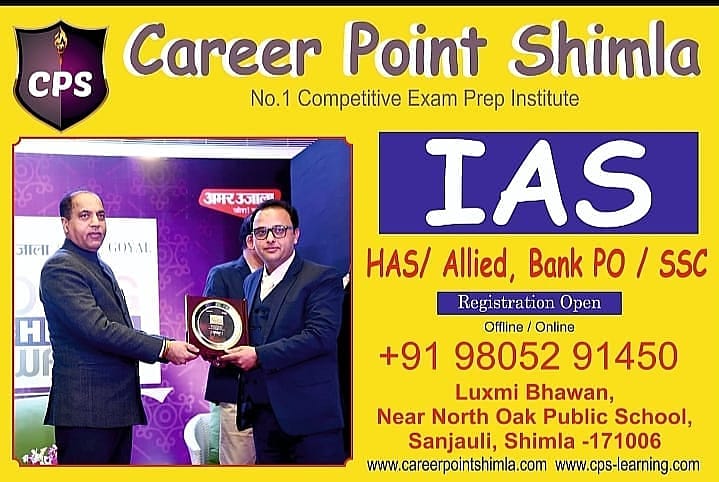 CPS
Career Point Shimla
No.1 Competitive Exam Prep Institute
अमर उजाला
जाला
GOYAL
IAS
HAS/ Allied, Bank PO / SSC
Registration Open
Offline / Online
+91 98052 91450
Luxmi Bhawan,
Near North Oak Public School,
Sanjauli, Shimla -171006
www.careerpointshimla.com www.cps-learning.com